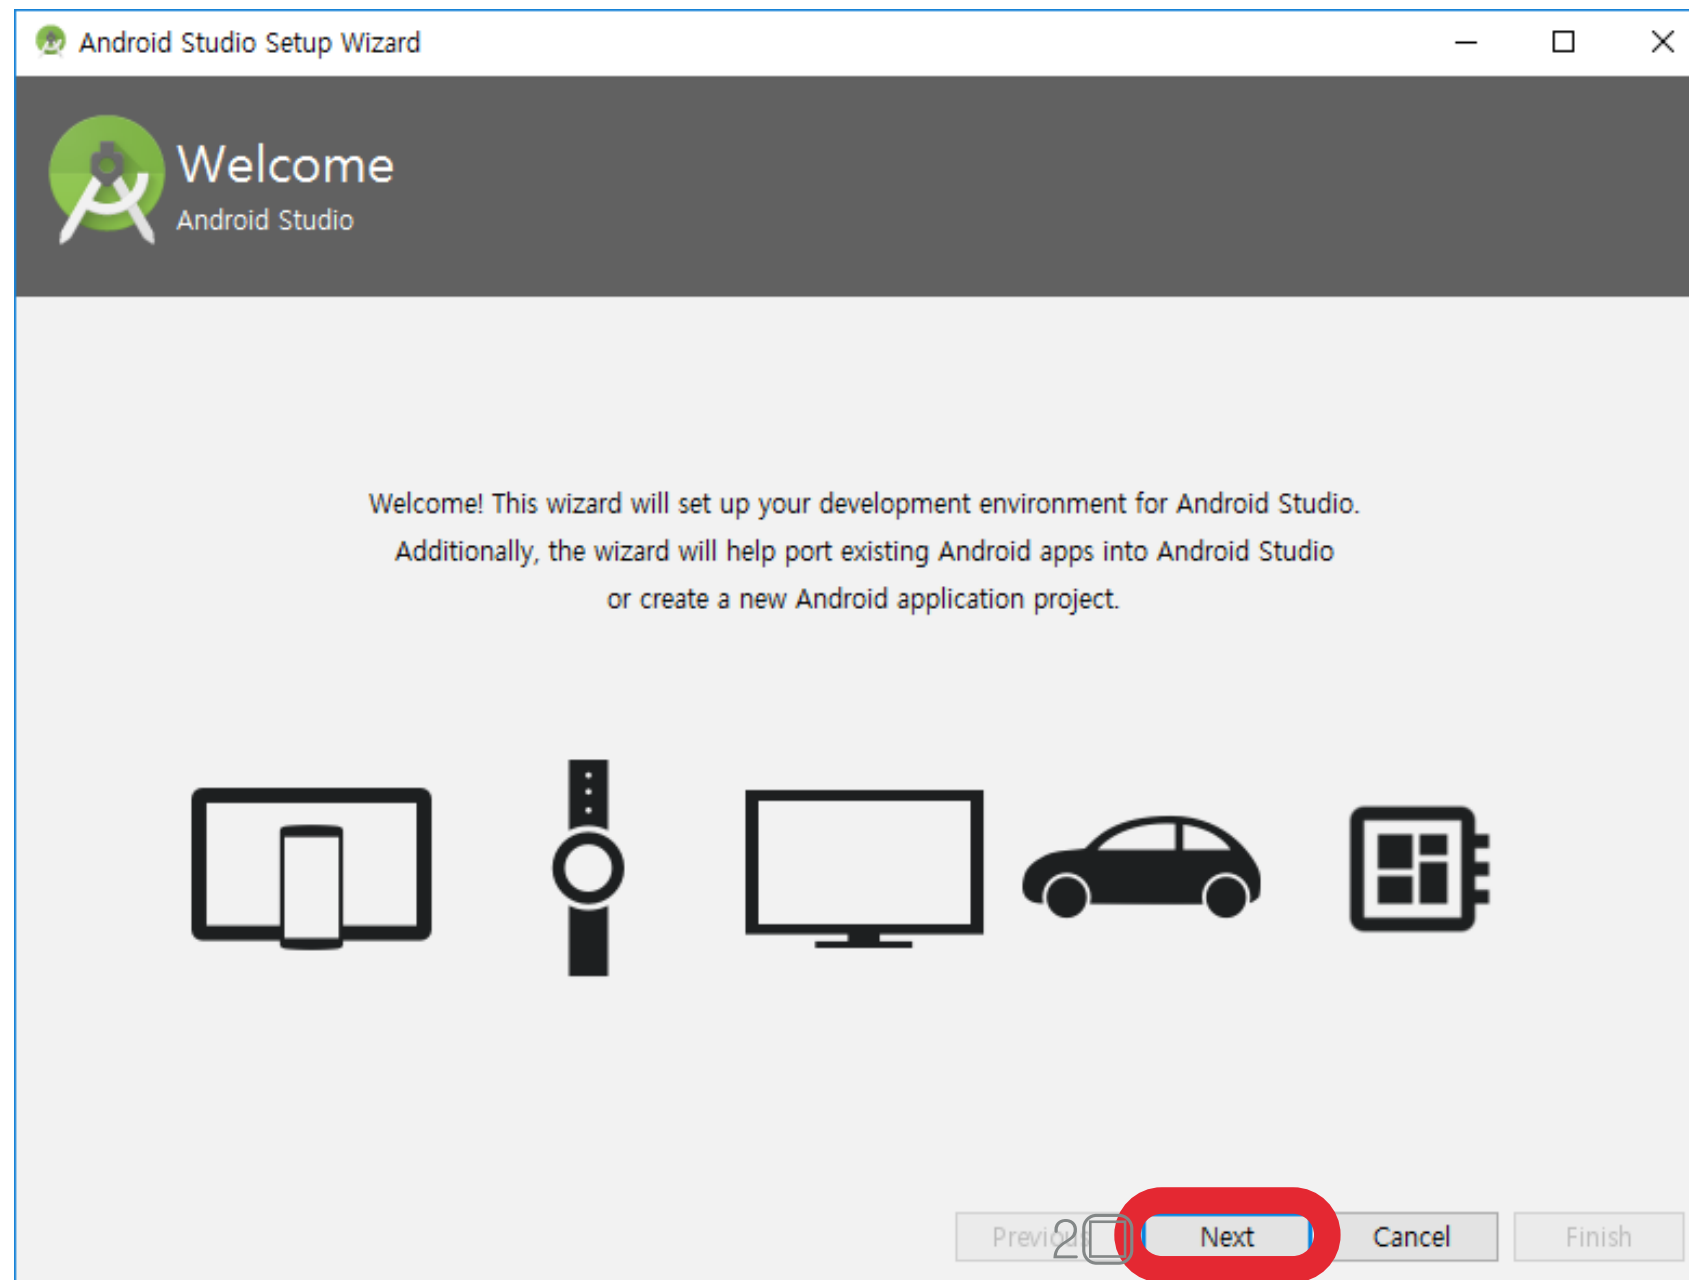 Android Studio Setup Wizard
Welcome
Android Studio
Welcome! This wizard will set up your development environment for Android Studio.
Additionally, the wizard will help port existing Android apps into Android Studio
or create a new Android application project.
Previous
2
Next
Cancel
Finish